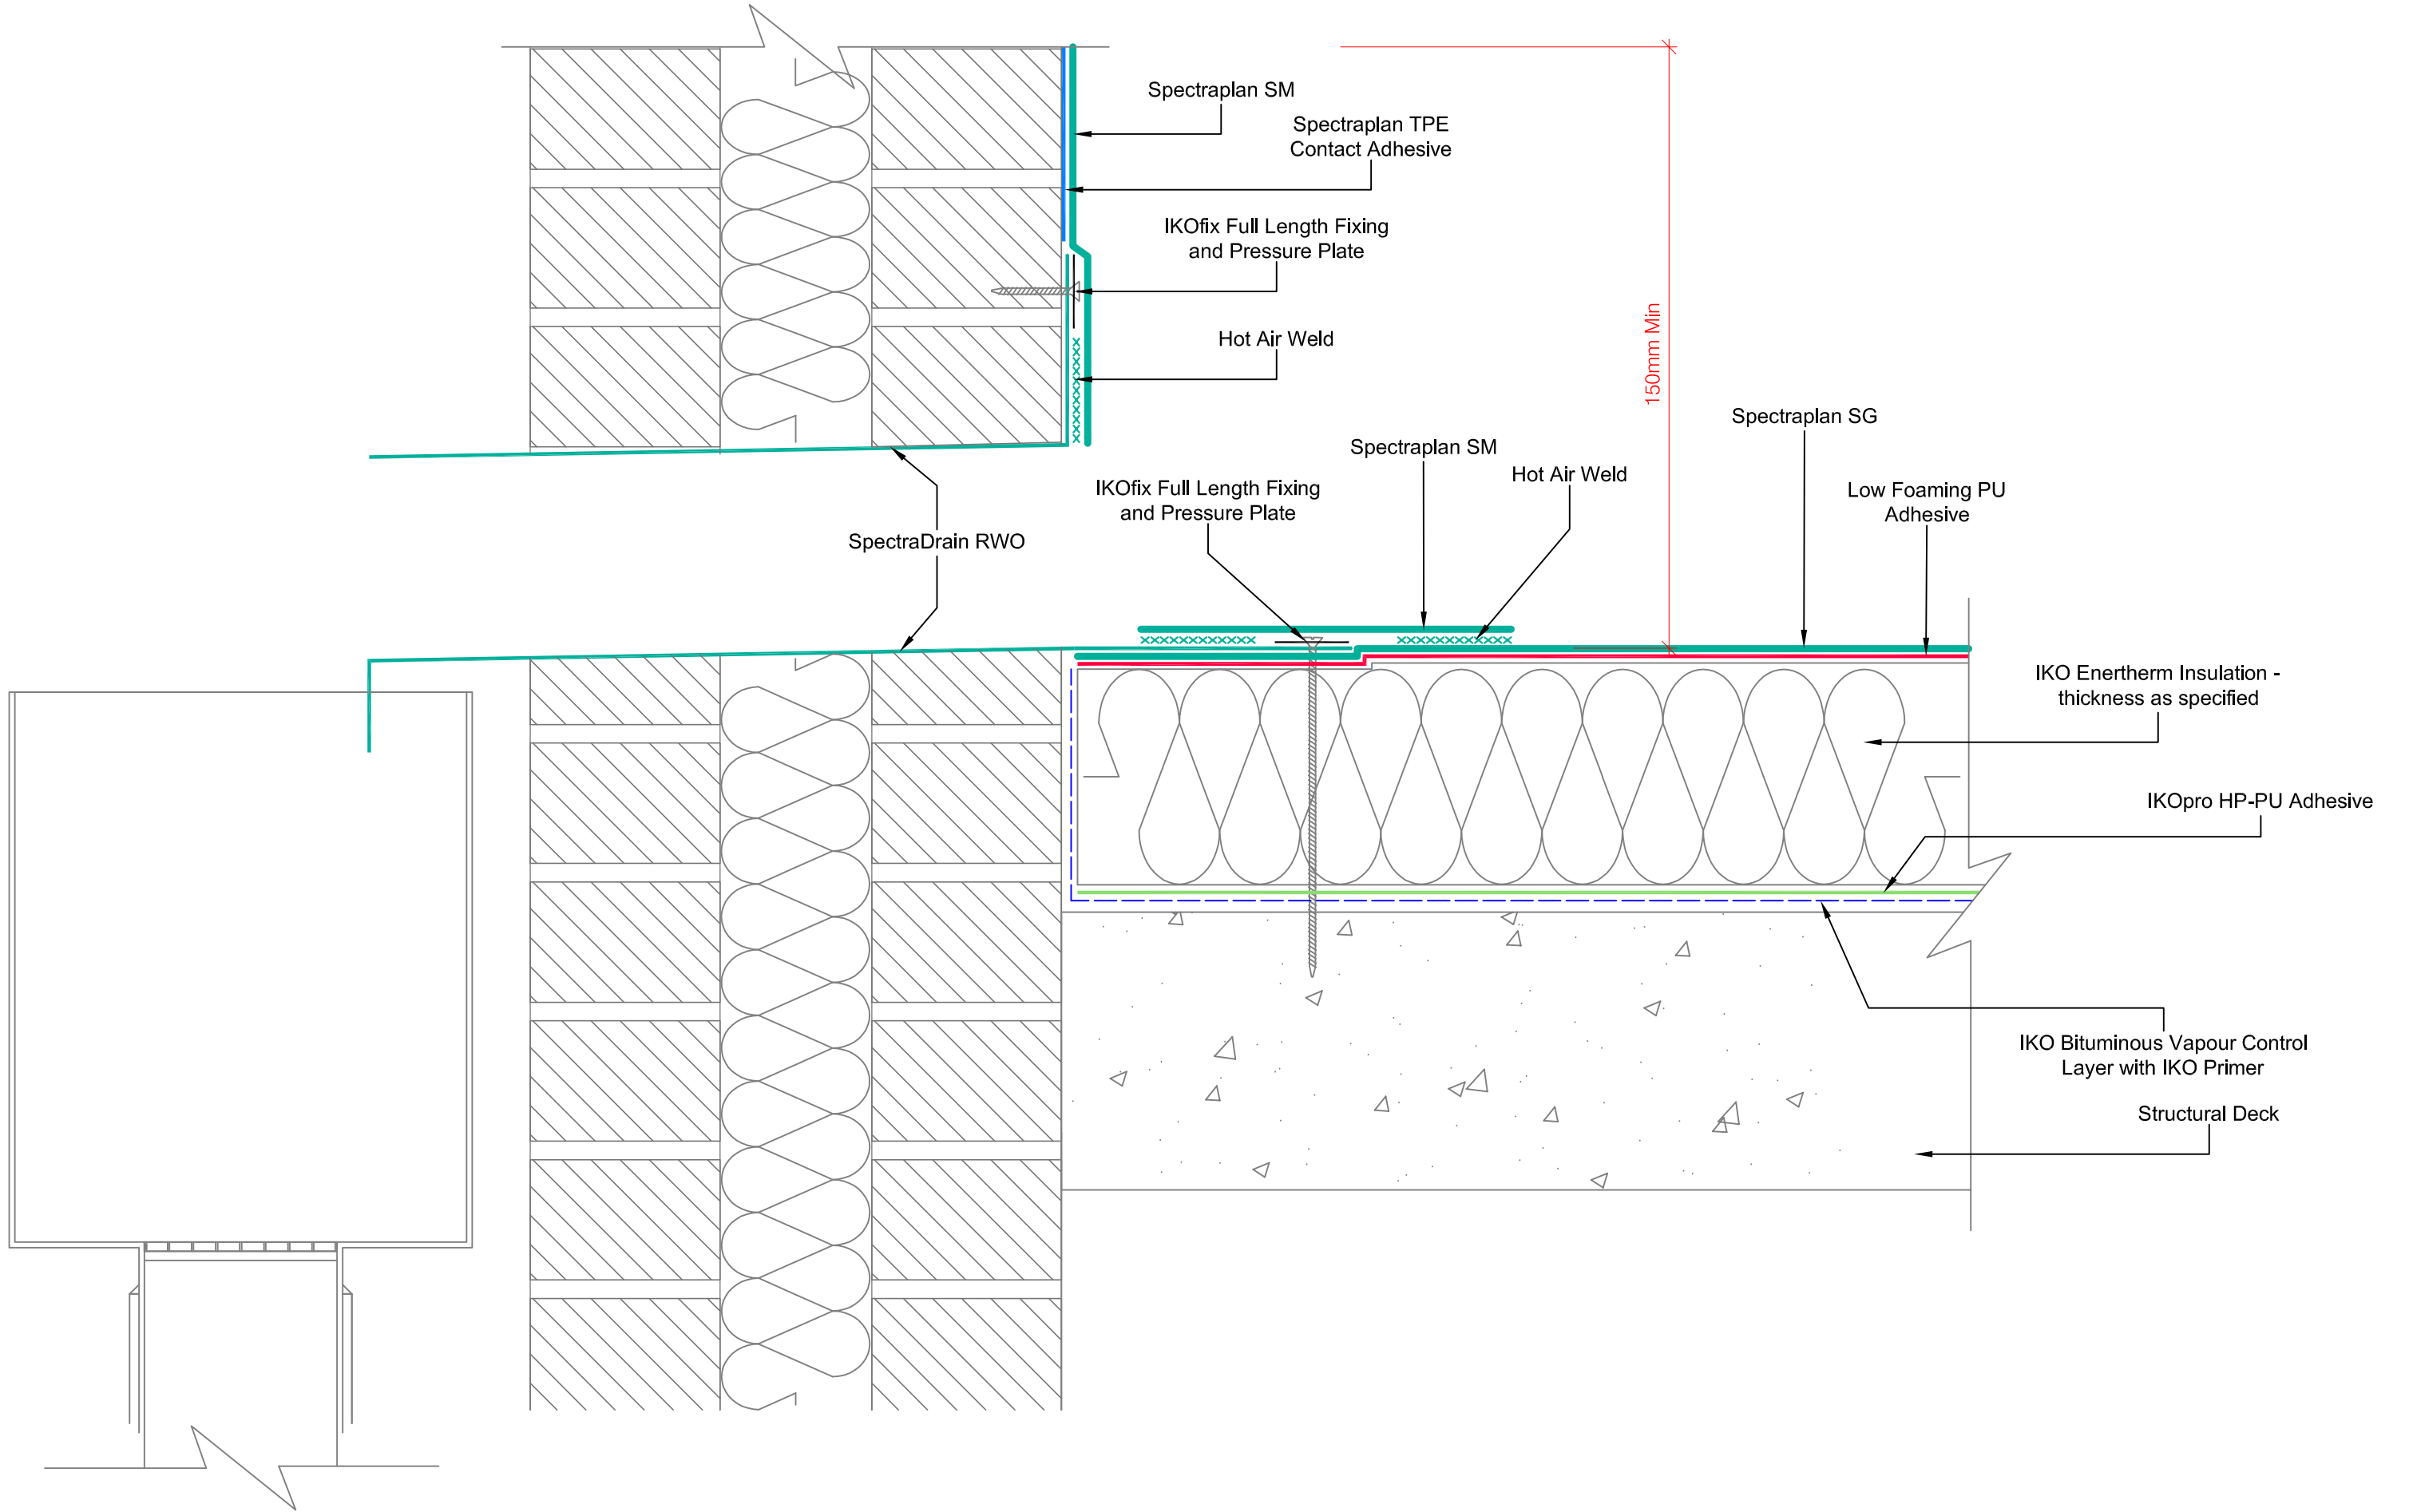 Spectraplan SM
Spectraplan TPE
Contact Adhesive
IKOfix Full Length Fixing
and Pressure Plate
Hot Air Weld
150mm Min
Spectraplan SG
Spectraplan SM
Hot Air Weld
IKOfix Full Length Fixing
and Pressure Plate
Low Foaming PU
Adhesive
SpectraDrain RWO
IKO Enertherm Insulation -
thickness as specified
IKOpro HP-PU Adhesive
IKO Bituminous Vapour Control
Layer with IKO Primer
Structural Deck